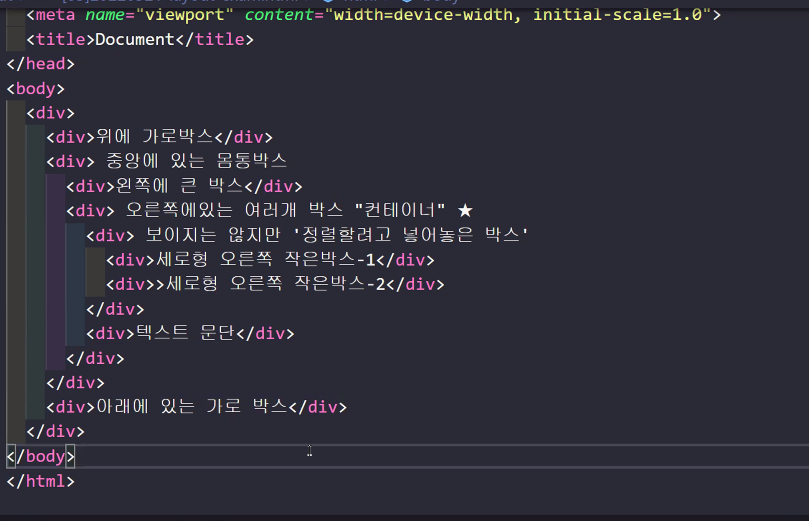 <meta name="viewport" content="width=device-width, initial-scale=1.0">
<title>Document</title>
</head>
<body>
<div>
<div>위에 가로박스</div>
<div> 중앙에 있는 몸통박스
<div>왼쪽에 큰 박스</div>
<div> 오른쪽에있는 여러개 박스 "컨테이너" ★
<div> 보이지는 않지만 '정렬할려고 넣어놓은 박스'
<div>세로형 오른쪽 작은박스-1</div>
<div>>세로형 오른쪽 작은박스-2</div>
</div>
<div>텍스트 문단</div>
</div>
</div>
<div>아래에 있는 가로 박스</div>
</div>
</body>
</html>